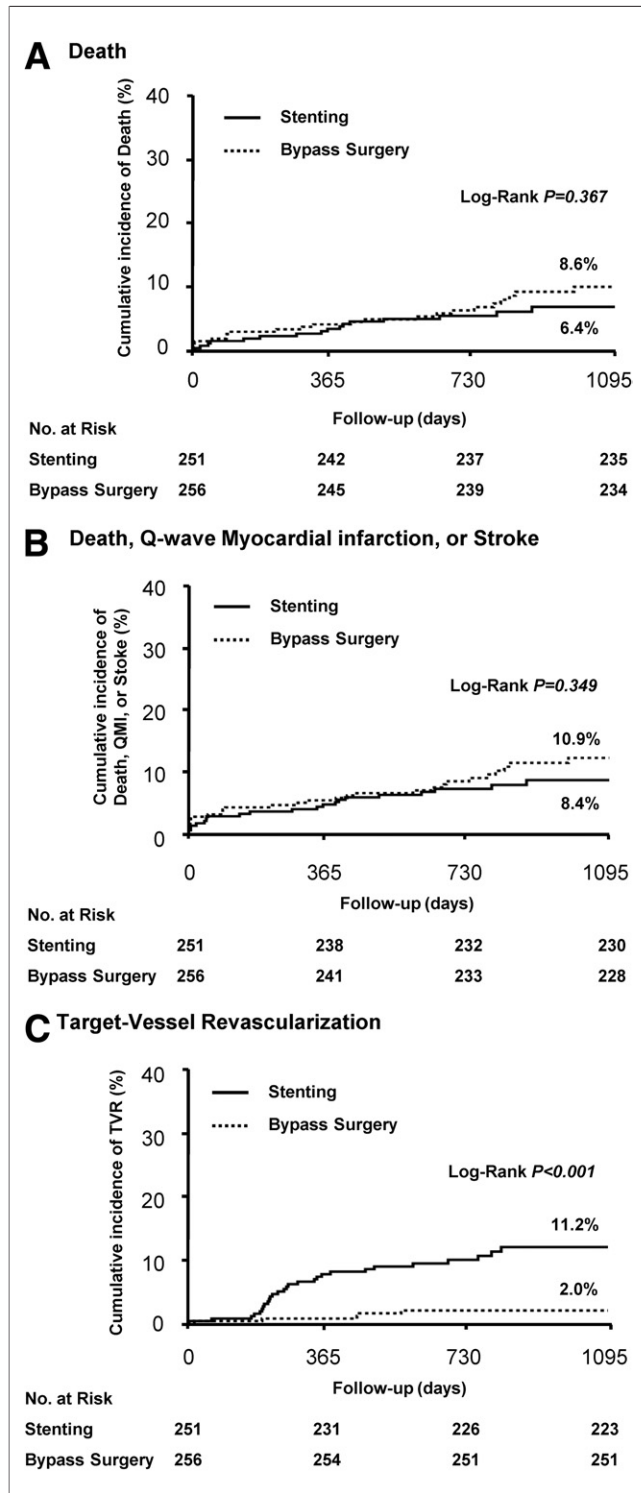 A Death
Cumulative incidence of Death (%)
40
30
20
10
0
Stenting
Bypass Surgery
Log-Rank P=0.367
8.6%
6.4%
0 365 730 1095
Follow-up (days)
No. at Risk
Stenting 251 242 237 235
Bypass Surgery 256 245 239 234
B Death, Q-wave Myocardial infarction, or Stroke
Cumulative incidence of
Death, QMI, or Stoke (%)
40
30
20
10
0
Stenting
Bypass Surgery
Log-Rank P=0.349
10.9%
8.4%
0 365 730 1095
Follow-up (days)
No. at Risk
Stenting 251 238 232 230
Bypass Surgery 256 241 233 228
C Target-Vessel Revascularization
Cumulative incidence of TVR (%)
40
30
20
10
0
Stenting
Bypass Surgery
Log-Rank P<0.001
11.2%
2.0%
0 365 730 1095
Follow-up (days)
No. at Risk
Stenting 251 231 226 223
Bypass Surgery 256 254 251 251